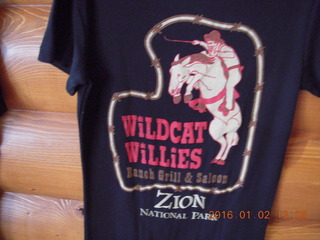 WiLDCAT
WiLLiES
Ranch Grill & Saloon
ZION
NATIONAL PARK
2016. 01. 02